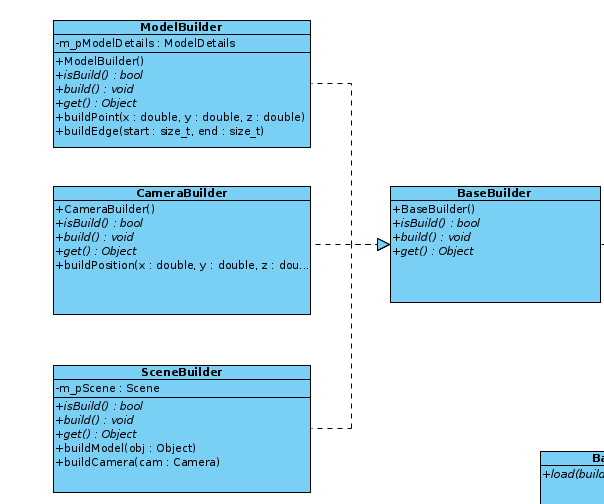 ModelBuilder
-m_pModelDetails : ModelDetails
+ModelBuilder()
+isBuild() : bool
+build() : void
+get() : Object
+buildPoint(x : double, y : double, z : double)
+buildEdge(start : size_t, end : size_t)
CameraBuilder
+CameraBuilder()
+isBuild() : bool
+build() : void
+get() : Object
+buildPosition(x : double, y : double, z : dou...
BaseBuilder
+BaseBuilder()
+isBuild() : bool
+build() : void
+get() : Object
SceneBuilder
-m_pScene : Scene
+isBuild() : bool
+build() : void
+get() : Object
+buildModel(obj : Object)
+buildCamera(cam : Camera)
Ba
+load(build